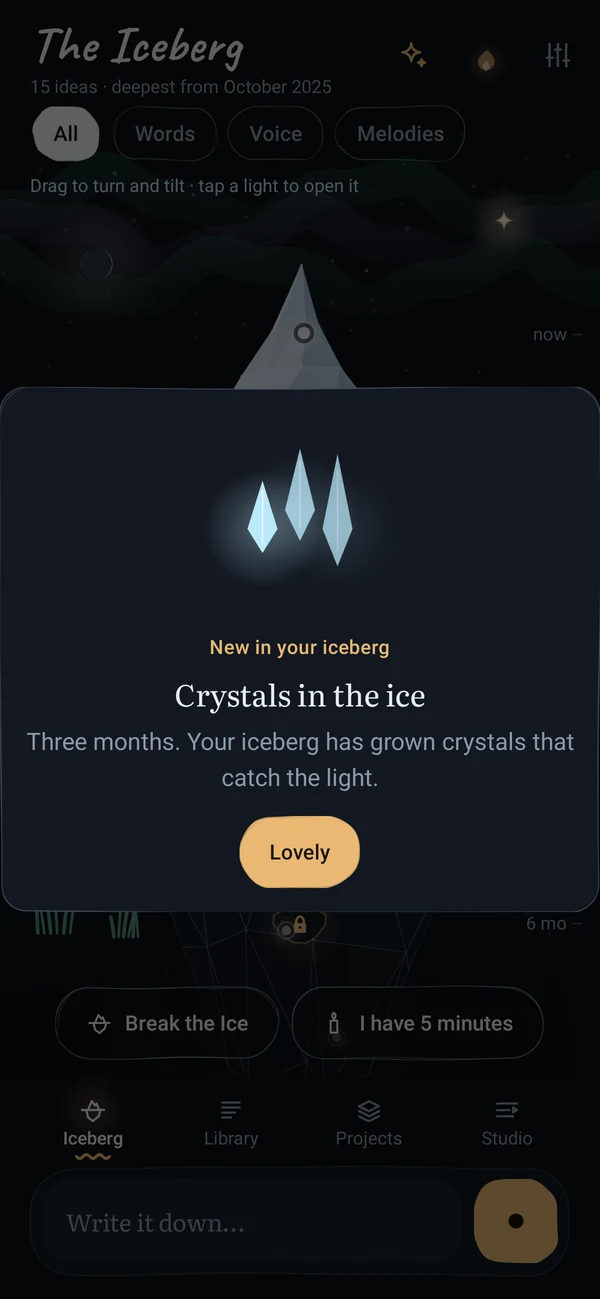 The Iceberg
15 ideas · deepest from October 2025
All
Words
Voice
Melodies
Drag to turn and tilt · tap a light to open it
now
New in your iceberg
Crystals in the ice
Three months. Your iceberg has grown crystals that
catch the light.
Lovely
6 mo
Break the Ice
I have 5 minutes
Iceberg
Library
Projects
Studio
Write it down...